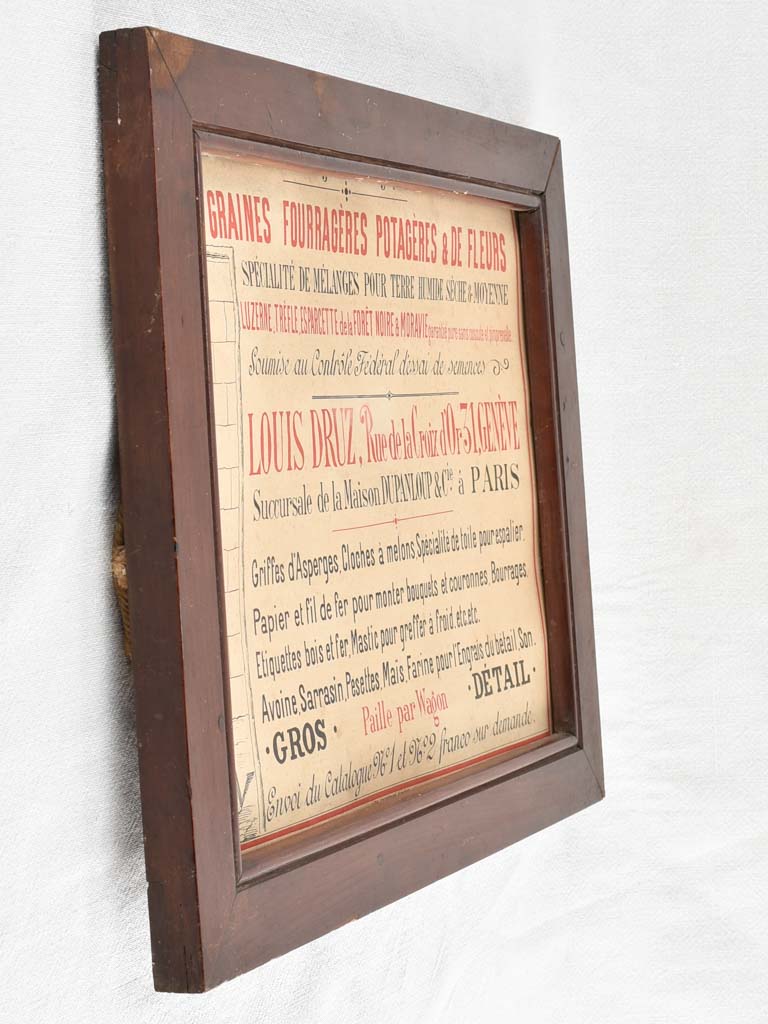 GRAINES FOURRAGÈRES POTAGÈRES & DE FLEURS
SPÉCIALITÉ DE MÉLANGES POUR TERRE HUMIDE SÈCHE & MOYENNE
LUZERNE, TRÈFLE, ESPARCETTE de la FORÊT NOIRE & MORAVIE garantie pure sans cuscute et
Soumise au Contrôle Fédéral d'essai de semences
LOUIS DRUZ, Rue de la Croix d'Or 31, GENÈVE
Succursale de la Maison DUPANLOUP & Cie à PARIS
Griffes d'Asperges, Cloches à melons, Spécialité de toile pour espalier.
Papier et fil de fer pour monter bouquets et couronnes. Bourrages.
Etiquettes bois et fer, Mastic pour greffer à froid, etc. etc.
Avoine, Sarrasin, Pesettes, Maïs, Farine pour l'Engrais du bétail, Son.
· GROS · Paille par Wagon · DÉTAIL ·
Envoi du Catalogue No 1 et No 2 franco sur demande.